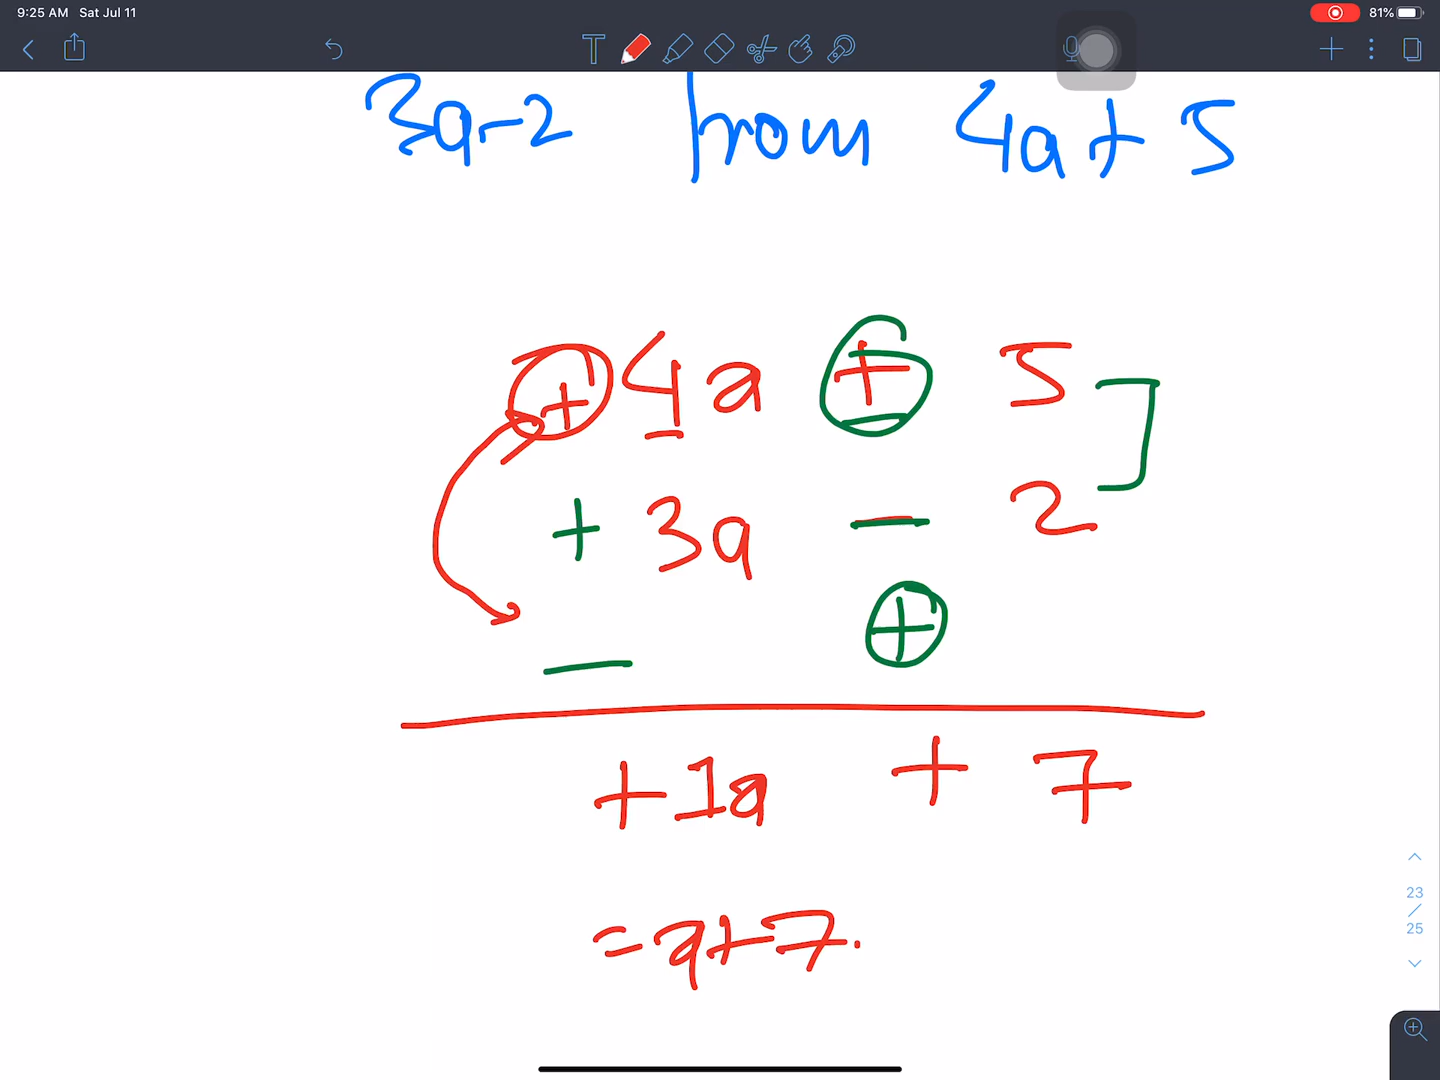 9:25 AM Sat Jul 11
81%
T
3a-2 from 4a+5
+ 4a + 5
+ 3a - 2
- +
+1a + 7
= a+7.
23
/
25